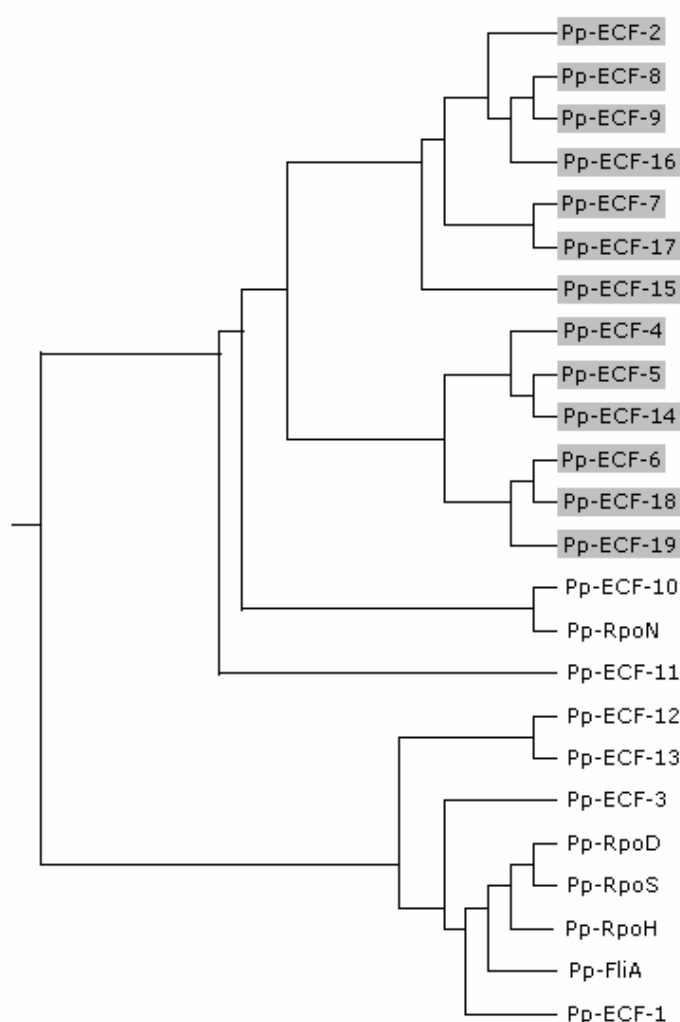 Pp-ECF-2
Pp-ECF-8
Pp-ECF-9
Pp-ECF-16
Pp-ECF-7
Pp-ECF-17
Pp-ECF-15
Pp-ECF-4
Pp-ECF-5
Pp-ECF-14
Pp-ECF-6
Pp-ECF-18
Pp-ECF-19
Pp-ECF-10
Pp-RpoN
Pp-ECF-11
Pp-ECF-12
Pp-ECF-13
Pp-ECF-3
Pp-RpoD
Pp-RpoS
Pp-RpoH
Pp-FliA
Pp-ECF-1